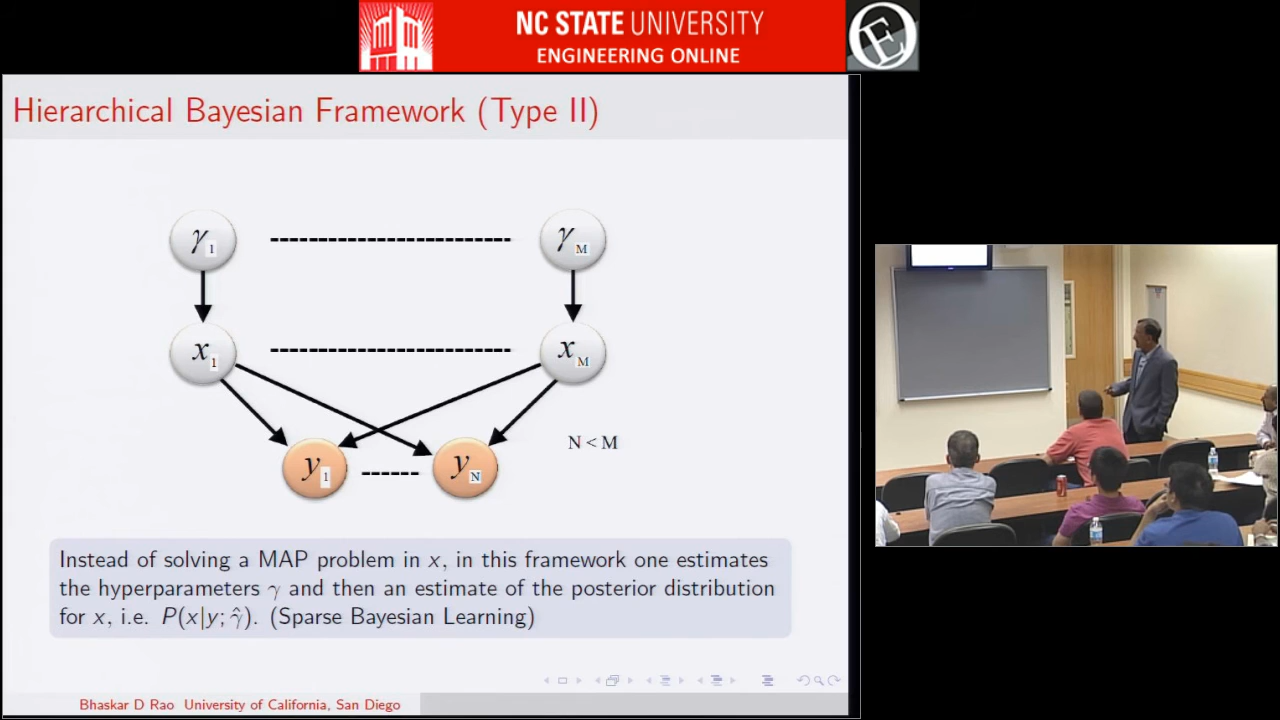 NC STATE UNIVERSITY
ENGINEERING ONLINE
Hierarchical Bayesian Framework (Type II)
γ1 γM
x1 xM
y1 yN
N < M
Instead of solving a MAP problem in x, in this framework one estimates
the hyperparameters γ and then an estimate of the posterior distribution
for x, i.e. P(x|y; γ̂). (Sparse Bayesian Learning)
Bhaskar D Rao University of California, San Diego